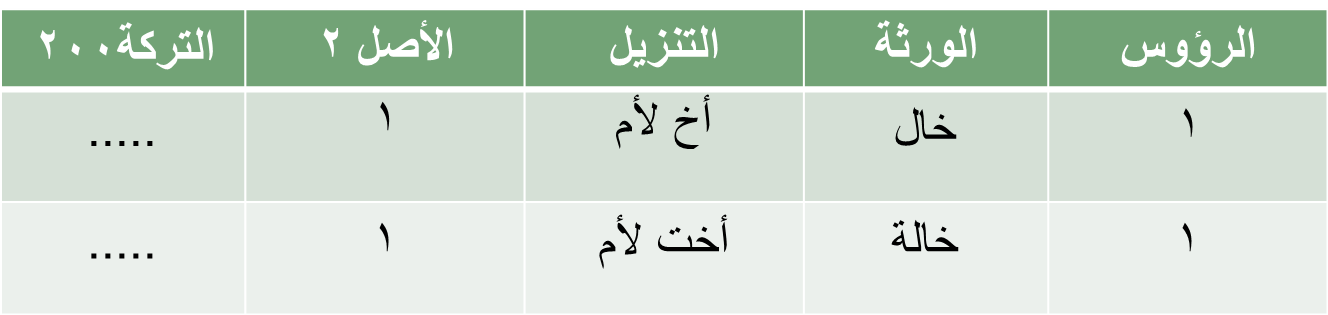 الرؤوس الورثة التنزيل الأصل ٢ التركة٢٠٠
١ خال أخ لأم ١ .....
١ خالة أخت لأم ١ .....